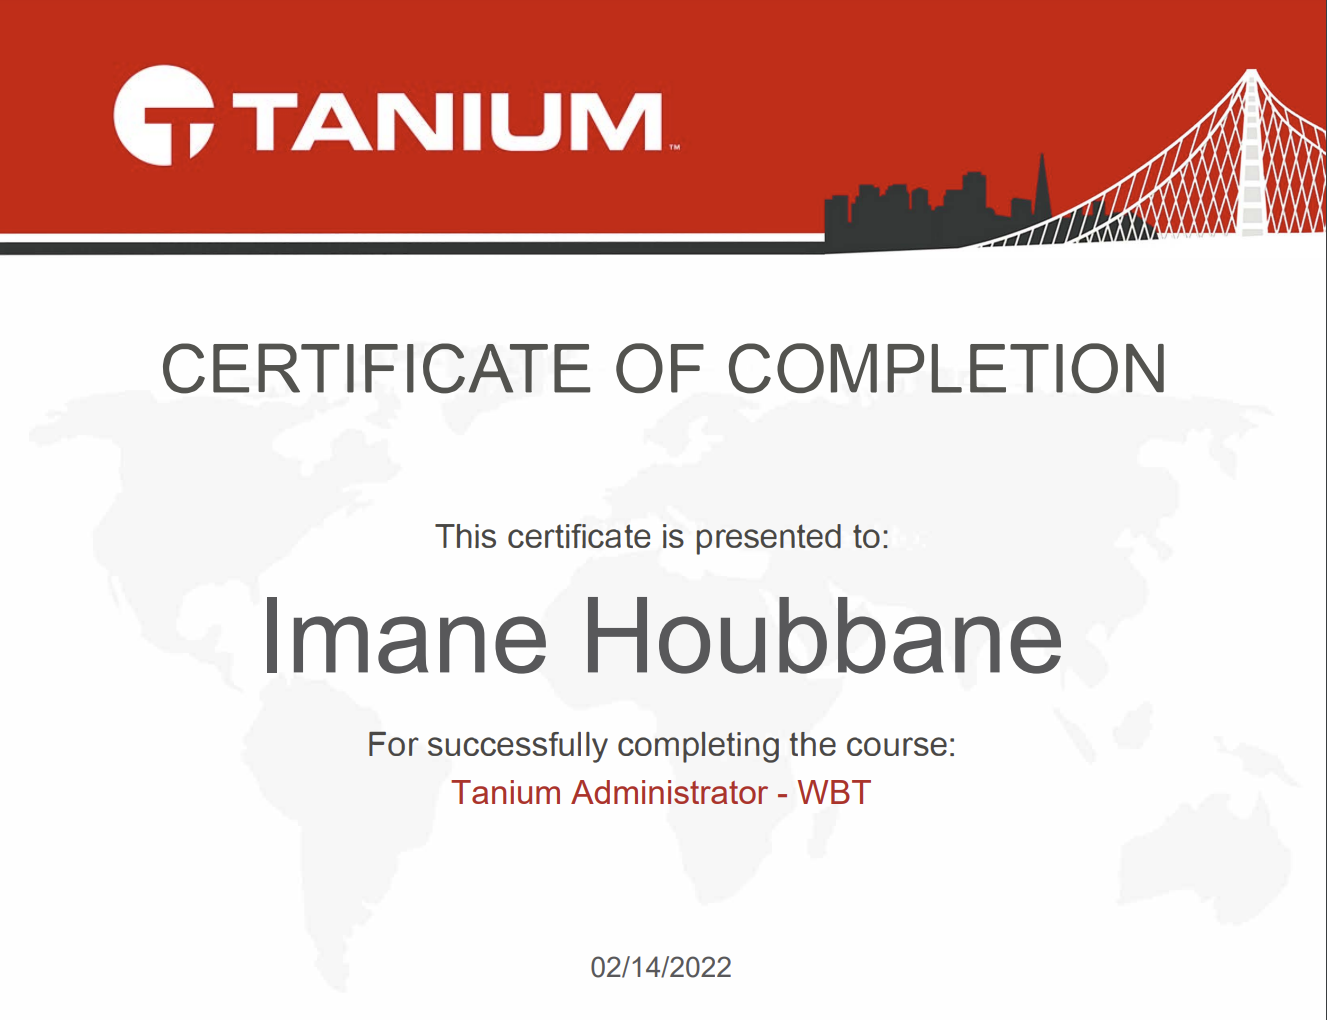 TANIUM™
CERTIFICATE OF COMPLETION
This certificate is presented to:
Imane Houbbane
For successfully completing the course:
Tanium Administrator - WBT
02/14/2022